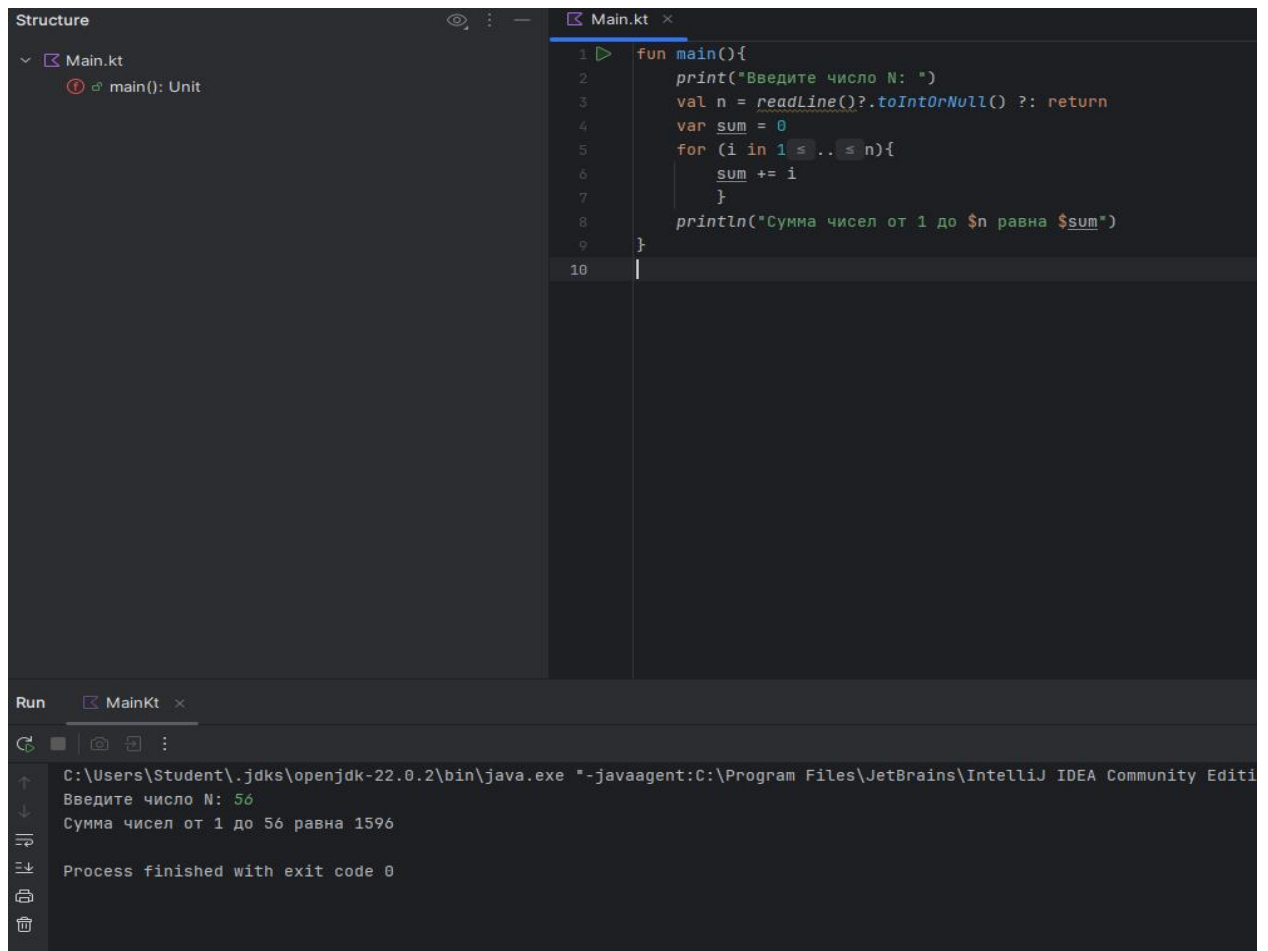 Structure
Main.kt
main(): Unit
Main.kt
1 fun main(){
2 print("Введите число N: ")
3 val n = readLine()?.toIntOrNull() ?: return
4 var sum = 0
5 for (i in 1 ≤ .. ≤ n){
6 sum += i
7 }
8 println("Сумма чисел от 1 до $n равна $sum")
9 }
10
Run MainKt
C:\Users\Student\.jdks\openjdk-22.0.2\bin\java.exe "-javaagent:C:\Program Files\JetBrains\IntelliJ IDEA Community Editi
Введите число N: 56
Сумма чисел от 1 до 56 равна 1596
Process finished with exit code 0